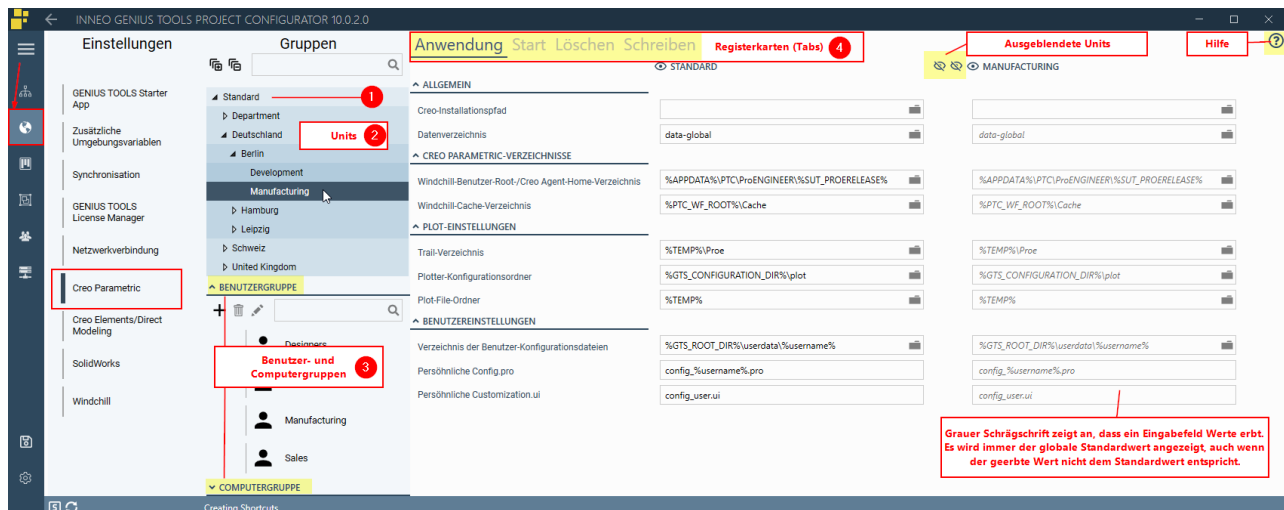 INNEO GENIUS TOOLS PROJECT CONFIGURATOR 10.0.2.0
Einstellungen
GENIUS TOOLS Starter
App
Zusätzliche
Umgebungsvariablen
Synchronisation
GENIUS TOOLS
License Manager
Netzwerkverbindung
Creo Parametric
Creo Elements/Direct
Modeling
SolidWorks
Windchill
Gruppen
Standard
1
Department
Deutschland
Units 2
Berlin
Development
Manufacturing
Hamburg
Leipzig
Schweiz
United Kingdom
BENUTZERGRUPPE
Designers
Benutzer- und
Computergruppen
3
Manufacturing
Sales
COMPUTERGRUPPE
Anwendung Start Löschen Schreiben
Registerkarten (Tabs) 4
Ausgeblendete Units
Hilfe
STANDARD
MANUFACTURING
ALLGEMEIN
Creo-Installationspfad
Datenverzeichnis data-global data-global
CREO PARAMETRIC-VERZEICHNISSE
Windchill-Benutzer-Root-/Creo Agent-Home-Verzeichnis %APPDATA%\PTC\ProENGINEER\%SUT_PROERELEASE% %APPDATA%\PTC\ProENGINEER\%SUT_PROERELEASE%
Windchill-Cache-Verzeichnis %PTC_WF_ROOT%\Cache %PTC_WF_ROOT%\Cache
PLOT-EINSTELLUNGEN
Trail-Verzeichnis %TEMP%\Proe %TEMP%\Proe
Plotter-Konfigurationsordner %GTS_CONFIGURATION_DIR%\plot %GTS_CONFIGURATION_DIR%\plot
Plot-File-Ordner %TEMP% %TEMP%
BENUTZEREINSTELLUNGEN
Verzeichnis der Benutzer-Konfigurationsdateien %GTS_ROOT_DIR%\userdata\%username% %GTS_ROOT_DIR%\userdata\%username%
Persöhnliche Config.pro config_%username%.pro config_%username%.pro
Persöhnliche Customization.ui config_user.ui config_user.ui
Grauer Schrägschrift zeigt an, dass ein Eingabefeld Werte erbt.
Es wird immer der globale Standardwert angezeigt, auch wenn
der geerbte Wert nicht dem Standardwert entspricht.
Creating Shortcuts